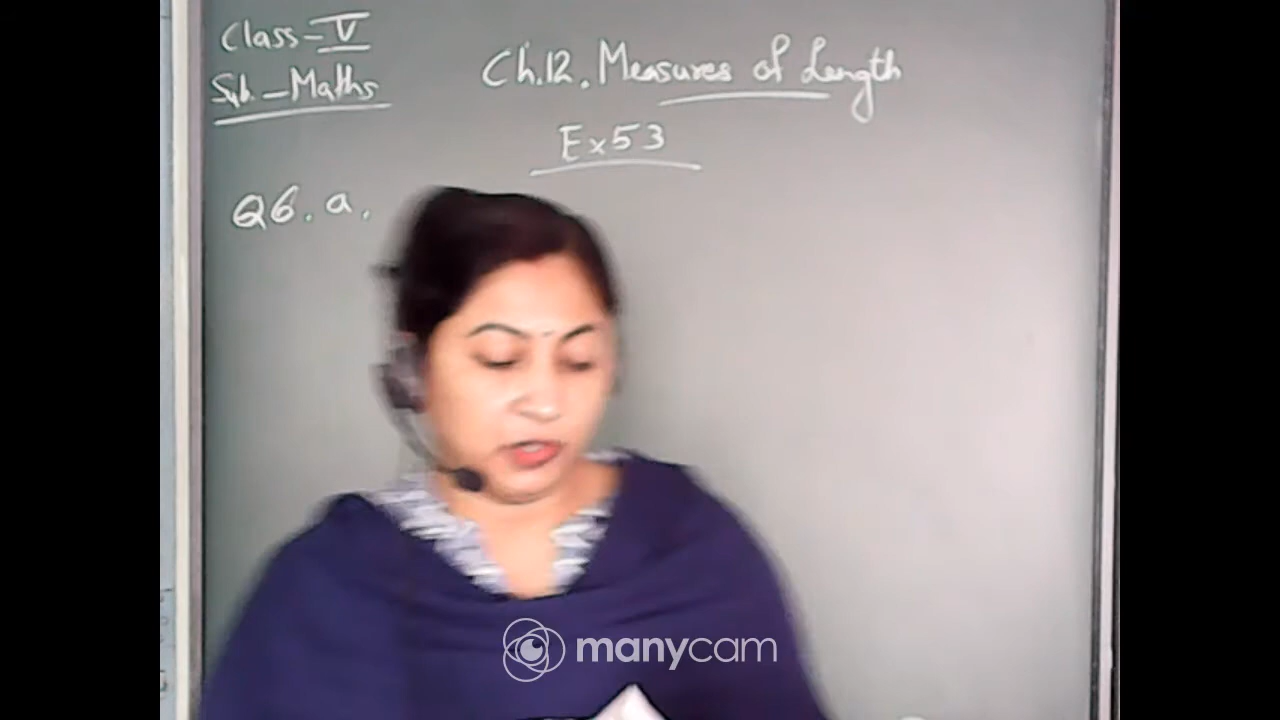 Class-V
Sub.-Maths
Ch.12. Measures of Length
Ex 53
Q6. a.
manycam